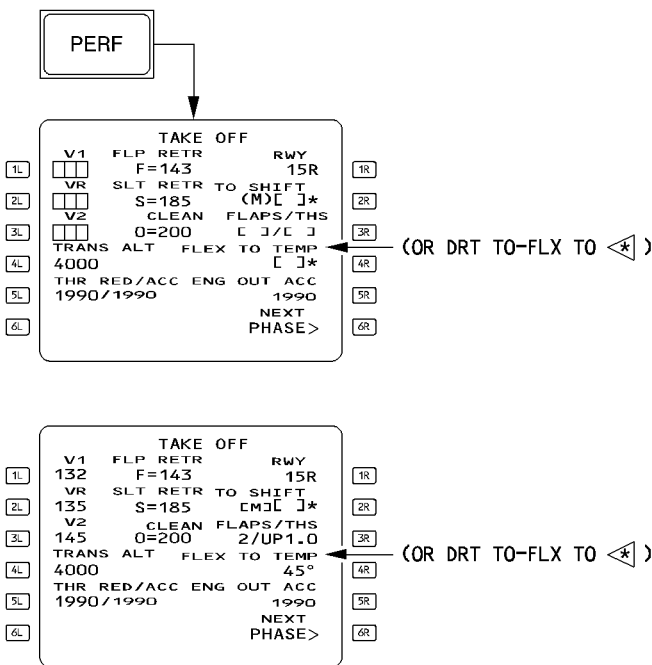 PERF
TAKE OFF
V1 FLP RETR RWY
1L F=143 15R 1R
VR SLT RETR TO SHIFT
2L S=185 (M)[ ]* 2R
V2 CLEAN FLAPS/THS
3L O=200 [ ]/[ ] 3R
TRANS ALT FLEX TO TEMP (OR DRT TO-FLX TO * )
4L 4000 [ ]* 4R
THR RED/ACC ENG OUT ACC
5L 1990/1990 1990 5R
NEXT
6L PHASE> 6R
TAKE OFF
V1 FLP RETR RWY
1L 132 F=143 15R 1R
VR SLT RETR TO SHIFT
2L 135 S=185 [M][ ]* 2R
V2 CLEAN FLAPS/THS
3L 145 O=200 2/UP1.0 3R
TRANS ALT FLEX TO TEMP (OR DRT TO-FLX TO * )
4L 4000 45° 4R
THR RED/ACC ENG OUT ACC
5L 1990/1990 1990 5R
NEXT
6L PHASE> 6R